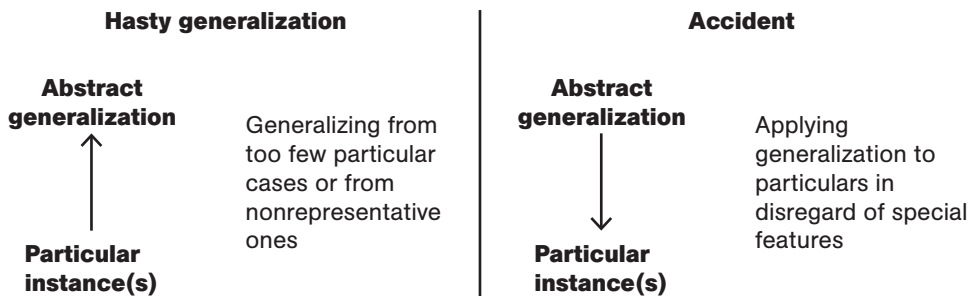 Hasty generalization
Abstract
generalization
Generalizing from
too few particular
cases or from
nonrepresentative
ones
Particular
instance(s)
Accident
Abstract
generalization
Applying
generalization to
particulars in
disregard of special
features
Particular
instance(s)